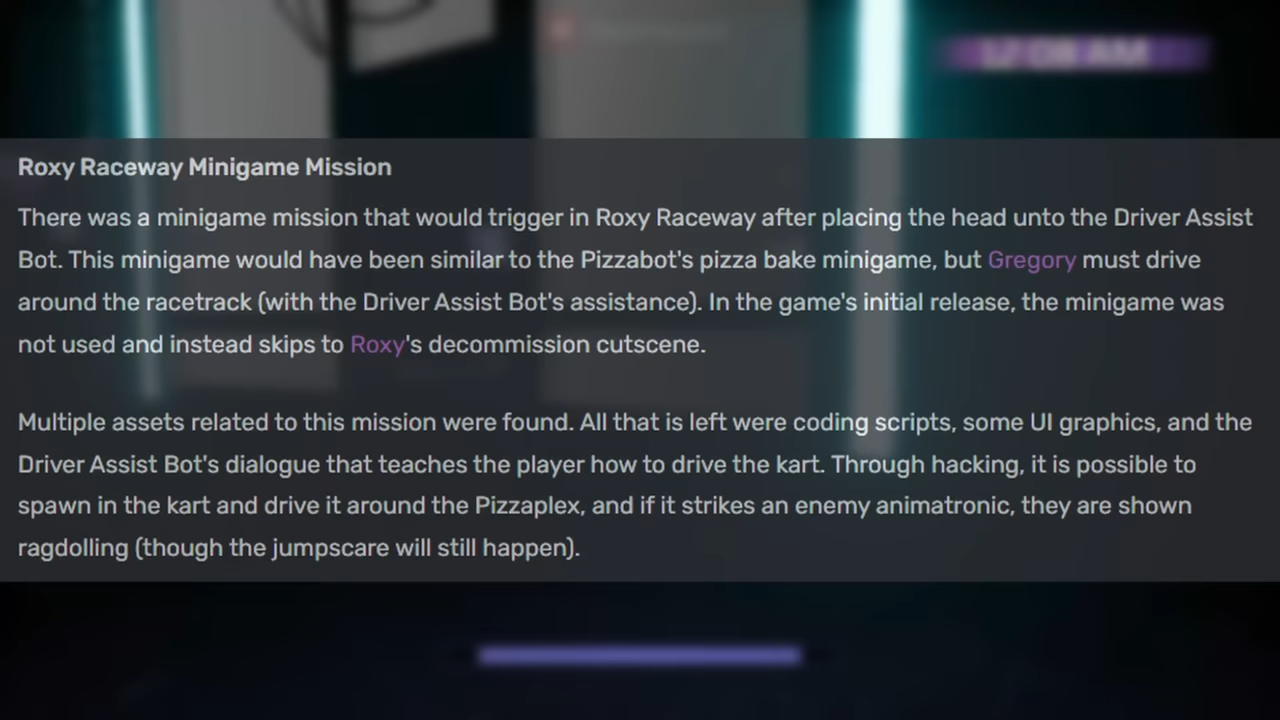 12:08 AM
Roxy Raceway Minigame Mission
There was a minigame mission that would trigger in Roxy Raceway after placing the head unto the Driver Assist
Bot. This minigame would have been similar to the Pizzabot's pizza bake minigame, but Gregory must drive
around the racetrack (with the Driver Assist Bot's assistance). In the game's initial release, the minigame was
not used and instead skips to Roxy's decommission cutscene.
Multiple assets related to this mission were found. All that is left were coding scripts, some UI graphics, and the
Driver Assist Bot's dialogue that teaches the player how to drive the kart. Through hacking, it is possible to
spawn in the kart and drive it around the Pizzaplex, and if it strikes an enemy animatronic, they are shown
ragdolling (though the jumpscare will still happen).